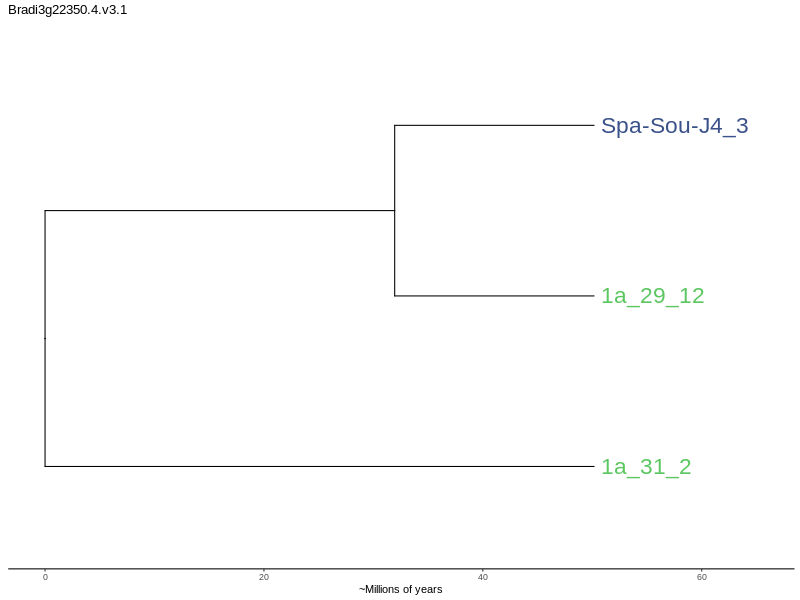 Bradi3g22350.4.v3.1
Spa-Sou-J4_3
1a_29_12
1a_31_2
0 20 40 60
~Millions of years